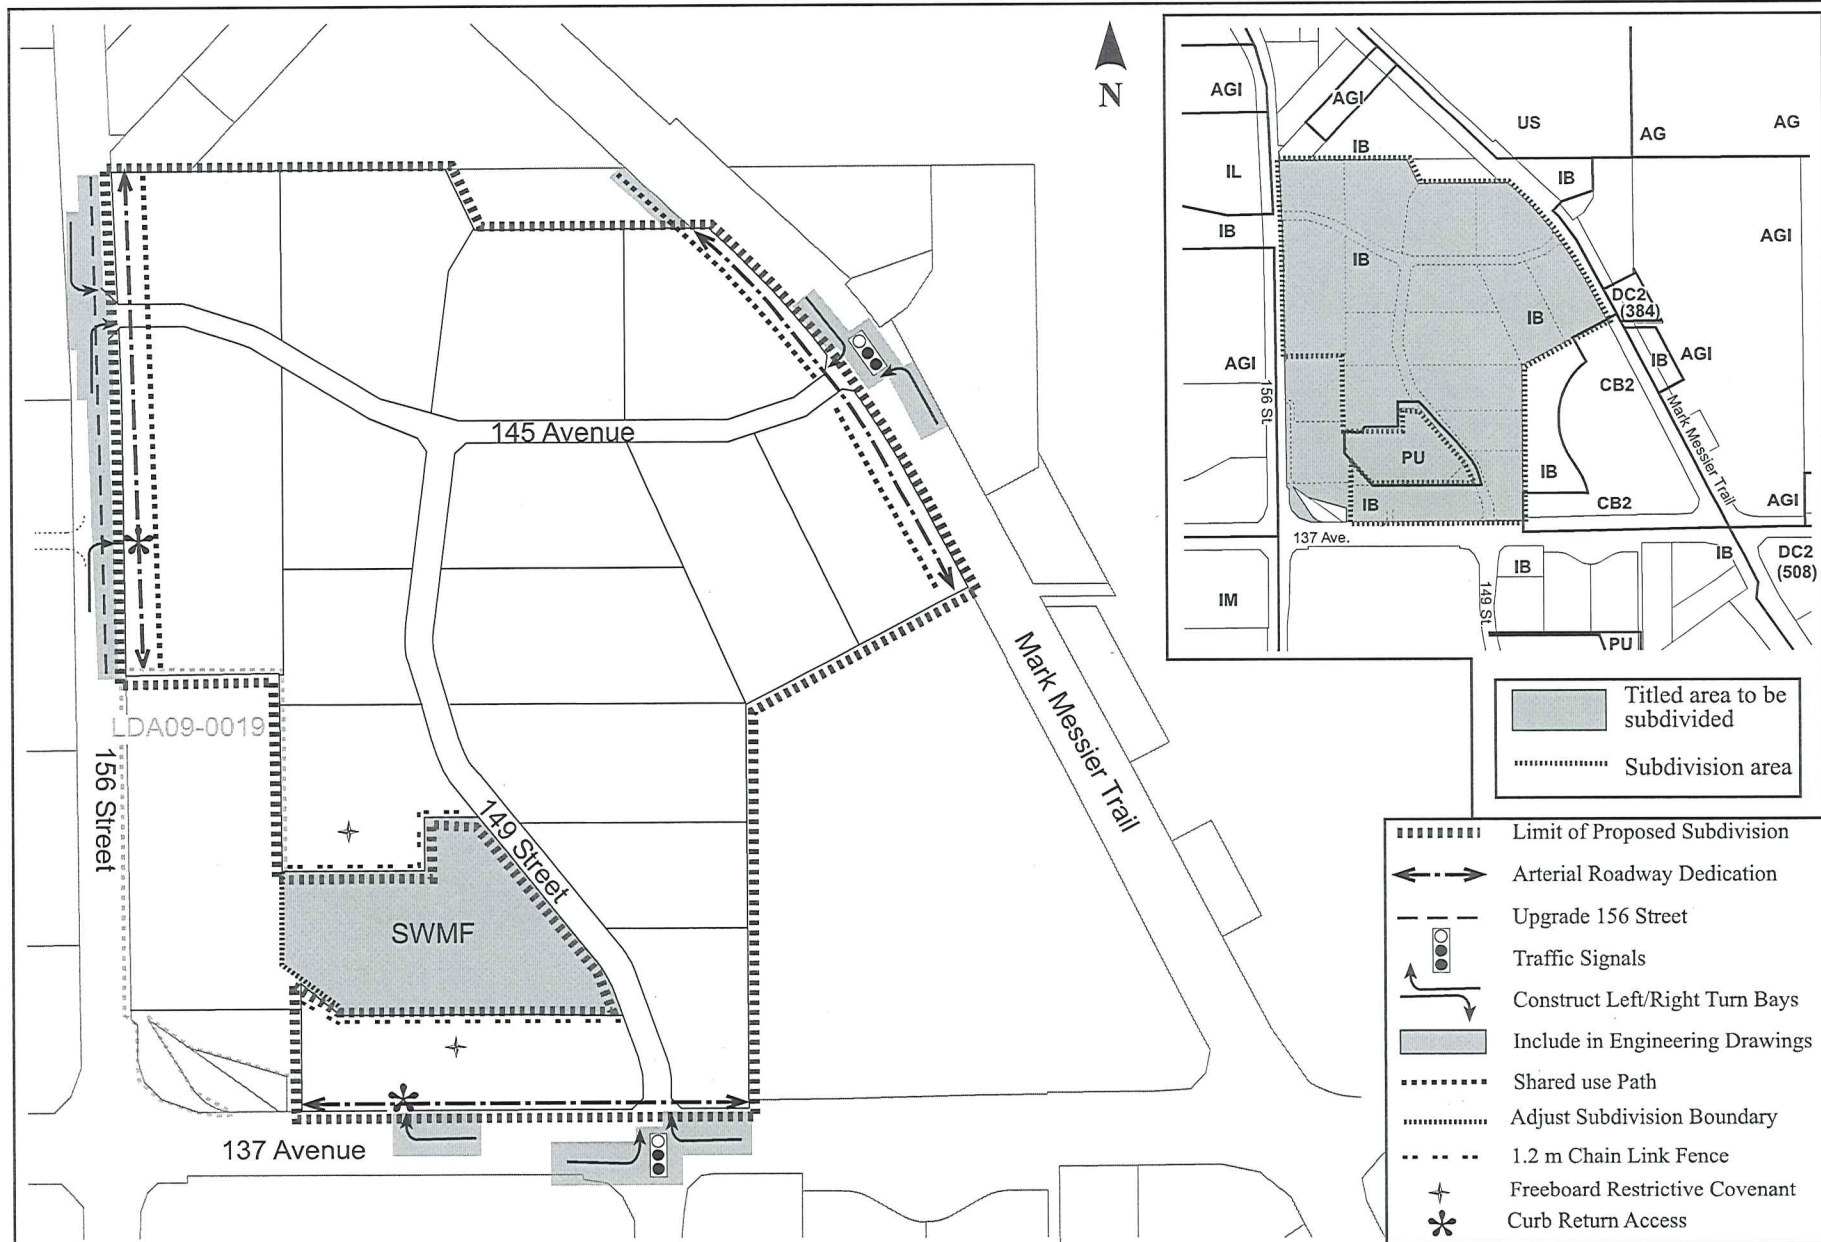 N
145 Avenue
LDA09-0019
156 Street
149 Street
SWMF
Mark Messier Trail
137 Avenue
AGI
AGI
US
AG
AG
IB
IL
IB
IB
AGI
IB
DC2
(384)
IB
AGI
IB
AGI
CB2
156 St.
Mark Messier Trail
PU
IB
IB
CB2
AGI
137 Ave.
IB
IB
DC2
(508)
IM
149 St.
PU
Titled area to be
subdivided
Subdivision area
Limit of Proposed Subdivision
Arterial Roadway Dedication
Upgrade 156 Street
Traffic Signals
Construct Left/Right Turn Bays
Include in Engineering Drawings
Shared use Path
Adjust Subdivision Boundary
1.2 m Chain Link Fence
Freeboard Restrictive Covenant
Curb Return Access